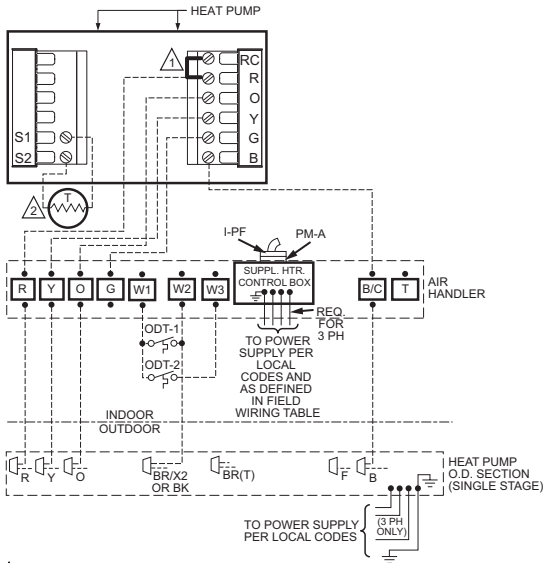 HEAT PUMP
1
RC
R
O
Y
G
B
S1
S2
T
2
I-PF
PM-A
R
Y
O
G
W1
W2
W3
SUPPL. HTR.
CONTROL BOX
B/C
T
AIR
HANDLER
REQ.
FOR
3 PH
ODT-1
ODT-2
TO POWER
SUPPLY PER
LOCAL
CODES AND
AS DEFINED
IN FIELD
WIRING TABLE
INDOOR
OUTDOOR
R
Y
O
BR/X2
OR BK
BR(T)
F
B
HEAT PUMP
O.D. SECTION
(SINGLE STAGE)
TO POWER SUPPLY
PER LOCAL CODES
(3 PH
ONLY)